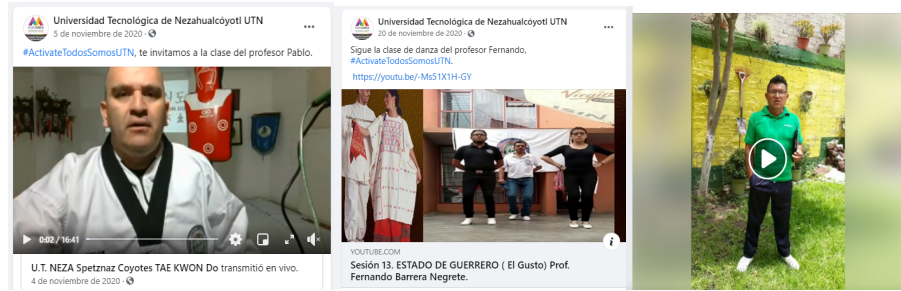 Universidad Tecnológica de Nezahualcóyotl UTN
5 de noviembre de 2020 ·
#ActivateTodosSomosUTN, te invitamos a la clase del profesor Pablo.
0:02 / 16:41
U.T. NEZA Spetznaz Coyotes TAE KWON Do transmitió en vivo.
4 de noviembre de 2020 ·
Universidad Tecnológica de Nezahualcóyotl UTN
20 de noviembre de 2020 ·
Sigue la clase de danza del profesor Fernando,
#ActivateTodosSomosUTN.
https://youtu.be/-Ms51X1H-GY
Virginia
YOUTUBE.COM
Sesión 13. ESTADO DE GUERRERO ( El Gusto) Prof.
Fernando Barrera Negrete.